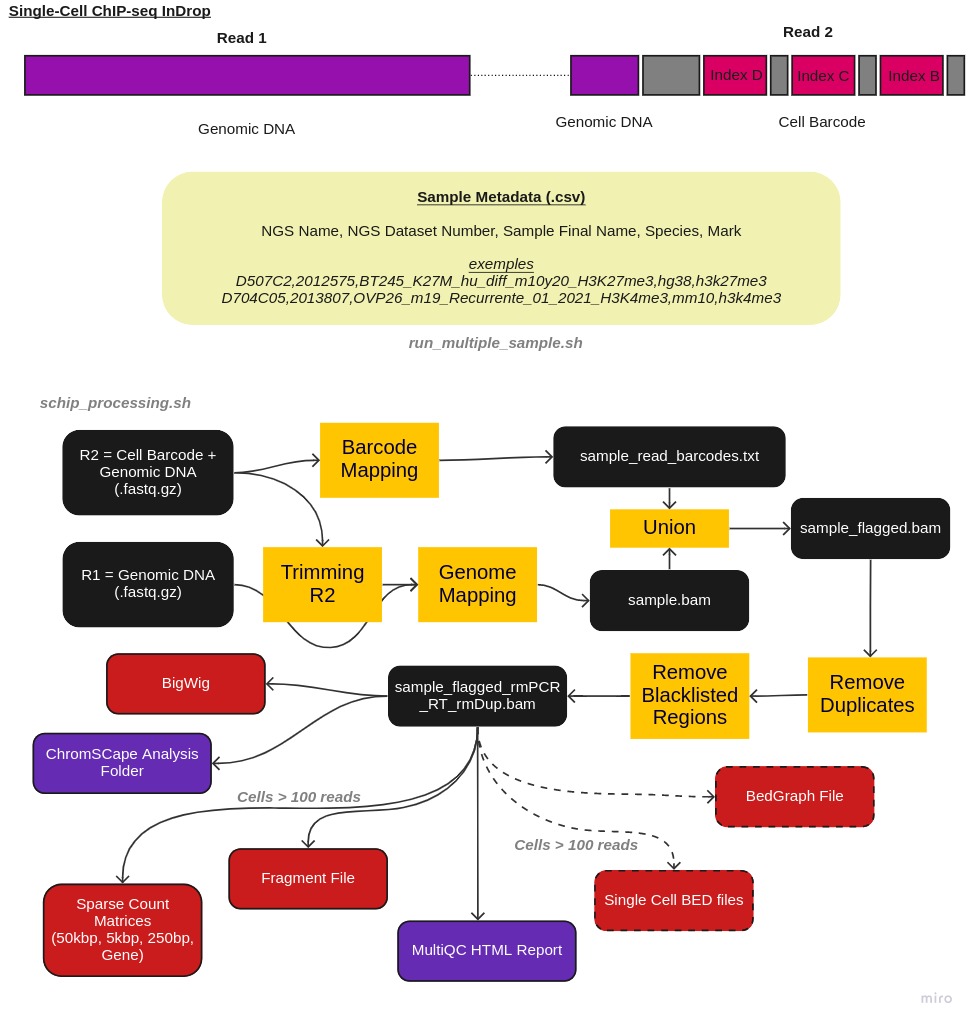 Single-Cell ChIP-seq InDrop
Read 1
Read 2
Index D
Index C
Index B
Genomic DNA
Genomic DNA
Cell Barcode
Sample Metadata (.csv)
NGS Name, NGS Dataset Number, Sample Final Name, Species, Mark
exemples
D507C2,2012575,BT245_K27M_hu_diff_m10y20_H3K27me3,hg38,h3k27me3
D704C05,2013807,OVP26_m19_Recurrente_01_2021_H3K4me3,mm10,h3k4me3
run_multiple_sample.sh
schip_processing.sh
R2 = Cell Barcode +
Genomic DNA
(.fastq.gz)
Barcode
Mapping
sample_read_barcodes.txt
Union
sample_flagged.bam
R1 = Genomic DNA
(.fastq.gz)
Trimming
R2
Genome
Mapping
sample.bam
BigWig
sample_flagged_rmPCR
_RT_rmDup.bam
Remove
Blacklisted
Regions
Remove
Duplicates
ChromSCape Analysis
Folder
Cells > 100 reads
BedGraph File
Cells > 100 reads
Fragment File
Single Cell BED files
Sparse Count
Matrices
(50kbp, 5kbp, 250bp,
Gene)
MultiQC HTML Report
miro